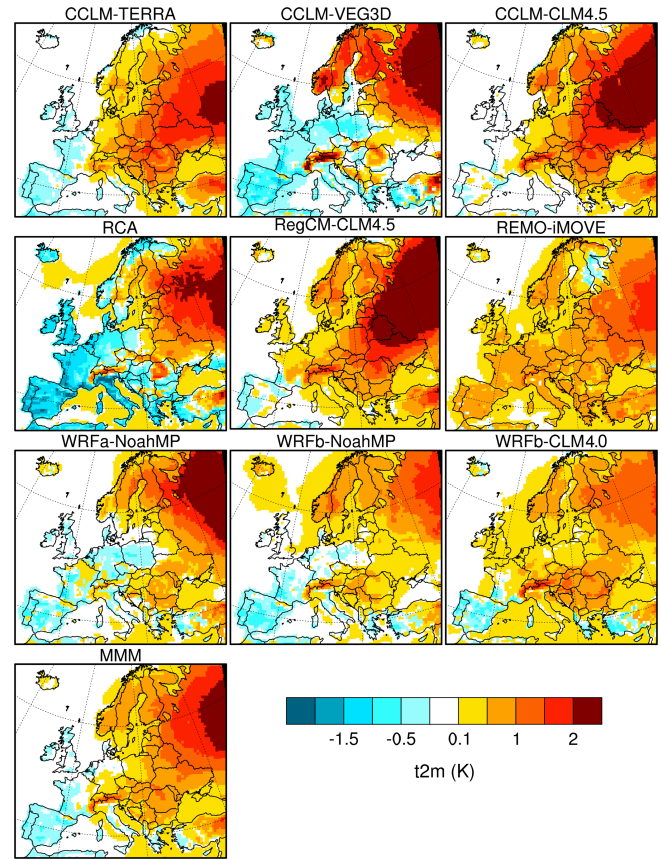 CCLM-TERRA
CCLM-VEG3D
CCLM-CLM4.5
RCA
RegCM-CLM4.5
REMO-iMOVE
WRFa-NoahMP
WRFb-NoahMP
WRFb-CLM4.0
MMM
-1.5 -0.5 0.1 1 2
t2m (K)